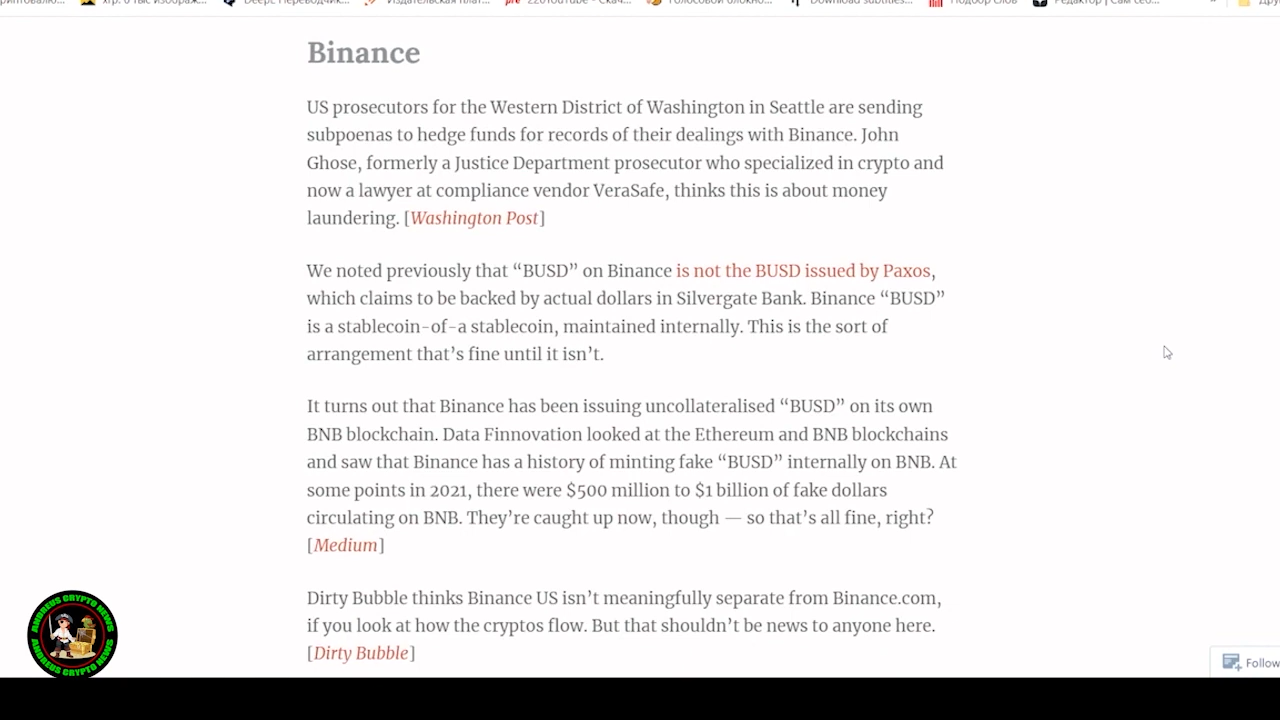 Binance
US prosecutors for the Western District of Washington in Seattle are sending
subpoenas to hedge funds for records of their dealings with Binance. John
Ghose, formerly a Justice Department prosecutor who specialized in crypto and
now a lawyer at compliance vendor VeraSafe, thinks this is about money
laundering. [Washington Post]
We noted previously that “BUSD” on Binance is not the BUSD issued by Paxos,
which claims to be backed by actual dollars in Silvergate Bank. Binance “BUSD”
is a stablecoin-of-a stablecoin, maintained internally. This is the sort of
arrangement that’s fine until it isn’t.
It turns out that Binance has been issuing uncollateralised “BUSD” on its own
BNB blockchain. Data Finnovation looked at the Ethereum and BNB blockchains
and saw that Binance has a history of minting fake “BUSD” internally on BNB. At
some points in 2021, there were $500 million to $1 billion of fake dollars
circulating on BNB. They’re caught up now, though — so that’s all fine, right?
[Medium]
Dirty Bubble thinks Binance US isn’t meaningfully separate from Binance.com,
if you look at how the cryptos flow. But that shouldn’t be news to anyone here.
[Dirty Bubble]
ANDREUS CRYPTO NEWS
ANDREUS CRYPTO NEWS
Follow